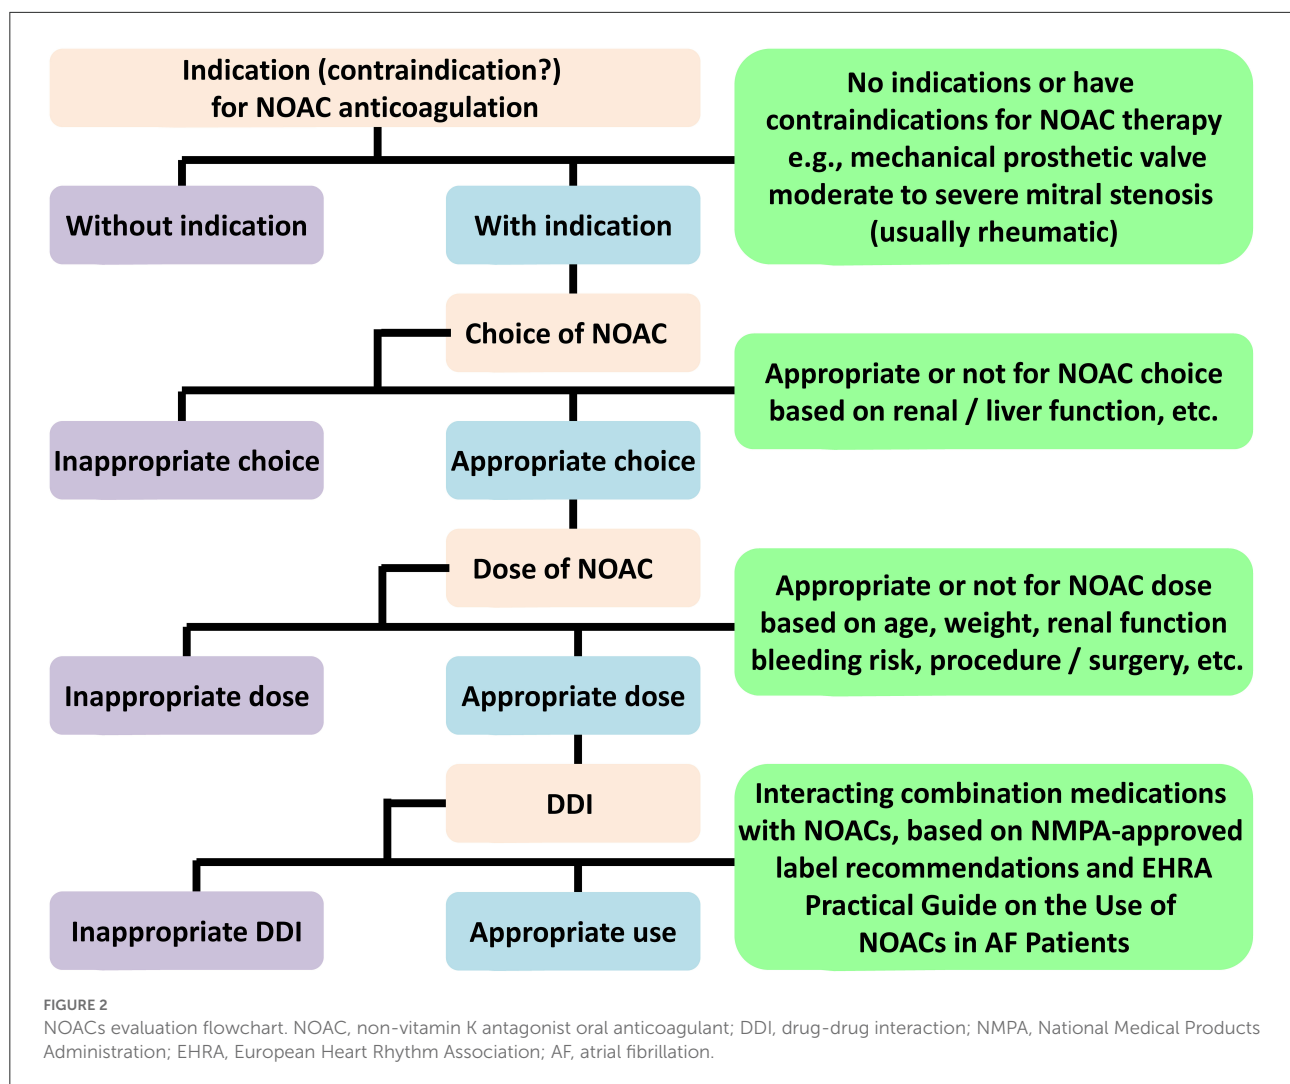 Indication (contraindication?)
for NOAC anticoagulation
No indications or have
contraindications for NOAC therapy
e.g., mechanical prosthetic valve
moderate to severe mitral stenosis
(usually rheumatic)
Without indication
With indication
Choice of NOAC
Appropriate or not for NOAC choice
based on renal / liver function, etc.
Inappropriate choice
Appropriate choice
Dose of NOAC
Appropriate or not for NOAC dose
based on age, weight, renal function
bleeding risk, procedure / surgery, etc.
Inappropriate dose
Appropriate dose
DDI
Interacting combination medications
with NOACs, based on NMPA-approved
label recommendations and EHRA
Practical Guide on the Use of
NOACs in AF Patients
Inappropriate DDI
Appropriate use
FIGURE 2
NOACs evaluation flowchart. NOAC, non-vitamin K antagonist oral anticoagulant; DDI, drug-drug interaction; NMPA, National Medical Products
Administration; EHRA, European Heart Rhythm Association; AF, atrial fibrillation.